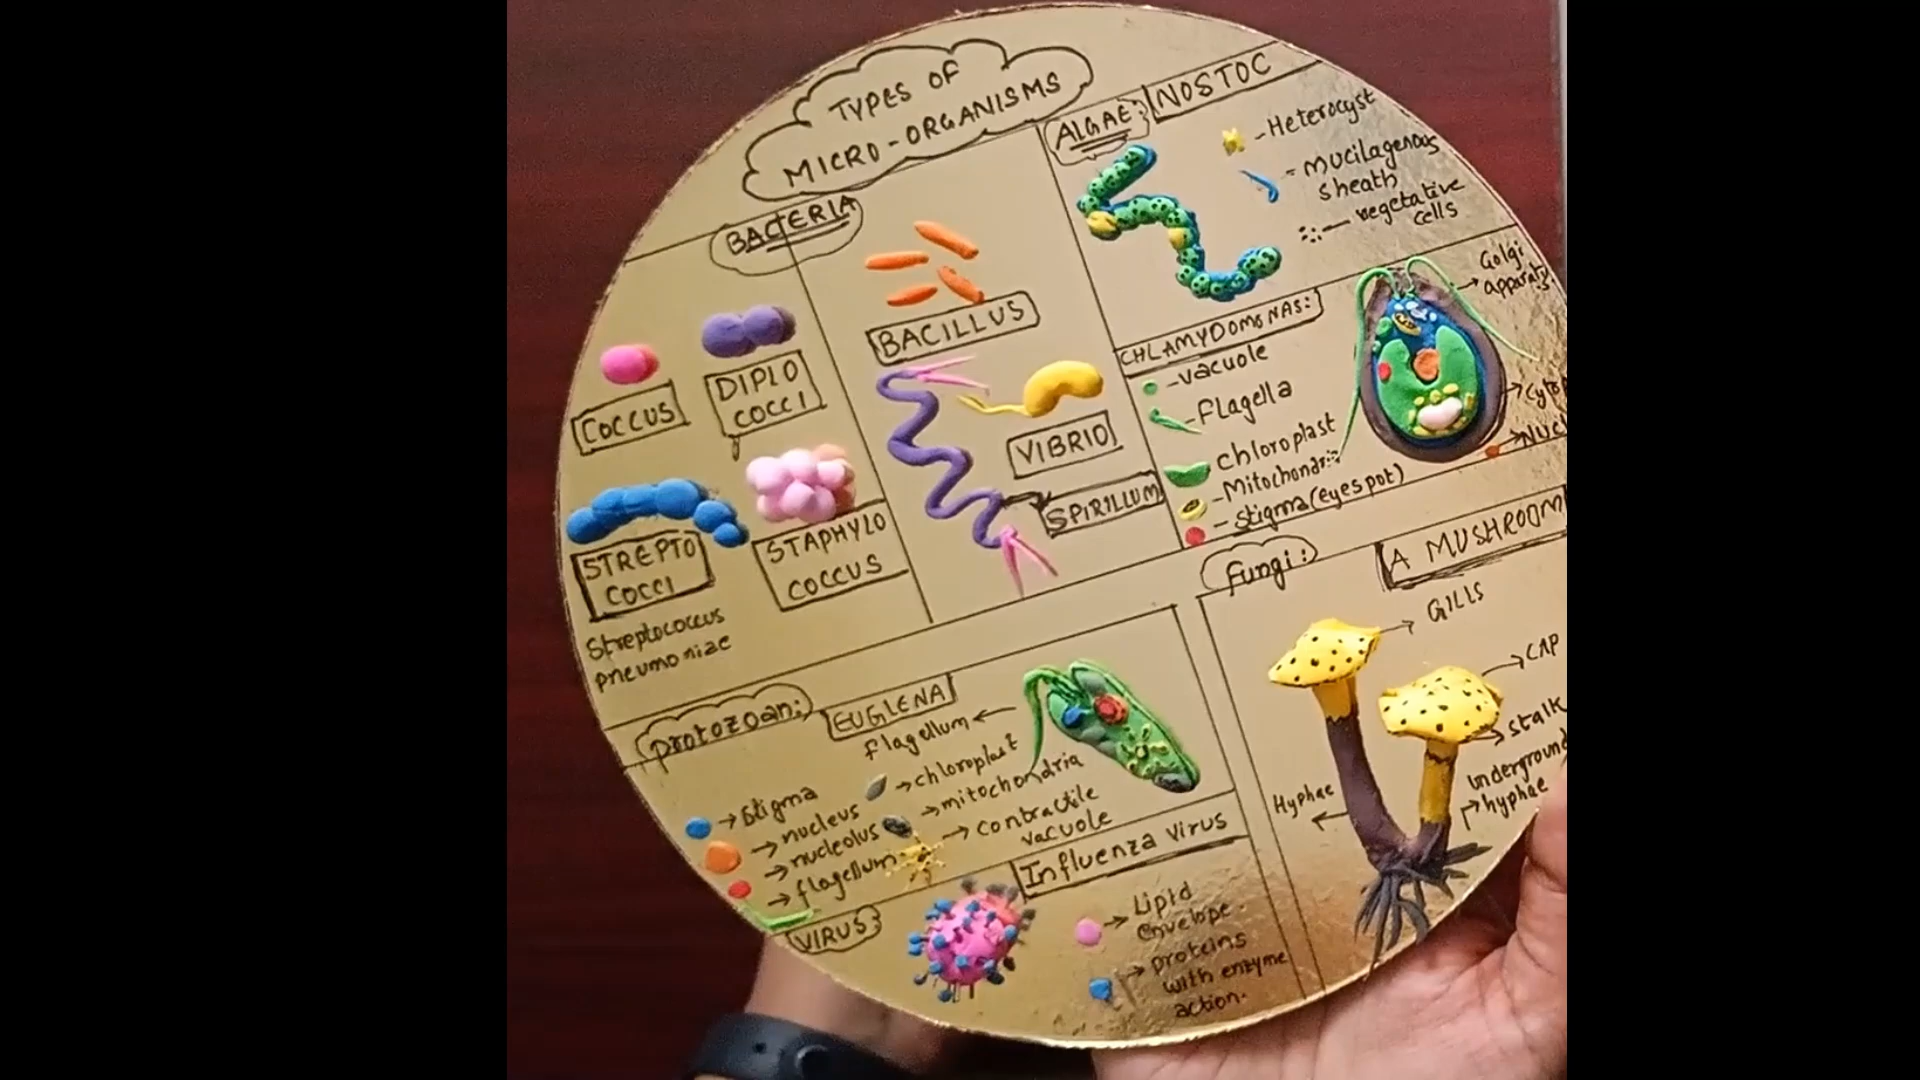 TYPES OF
MICRO-ORGANISMS
BACTERIA
COCCUS
DIPLO
COCCI
STREPTO
COCCI
Streptococcus
pneumoniae
STAPHYLO
COCCUS
BACILLUS
VIBRIO
SPIRILLUM
ALGAE:
NOSTOC
Heterocyst
mucilagenous
sheath
vegetative
cells
CHLAMYDOMONAS:
vacuole
flagella
chloroplast
Mitochondria
stigma (eyespot)
Golgi
apparatus
Protozoan:
EUGLENA
flagellum
chloroplast
mitochondria
contractile
vacuole
stigma
nucleus
nucleolus
flagellum
VIRUS
Influenza virus
Lipid
envelope
proteins
with enzyme
action.
Fungi:
A MUSHROOM
GILLS
CAP
stalk
underground
hyphae
Hyphae